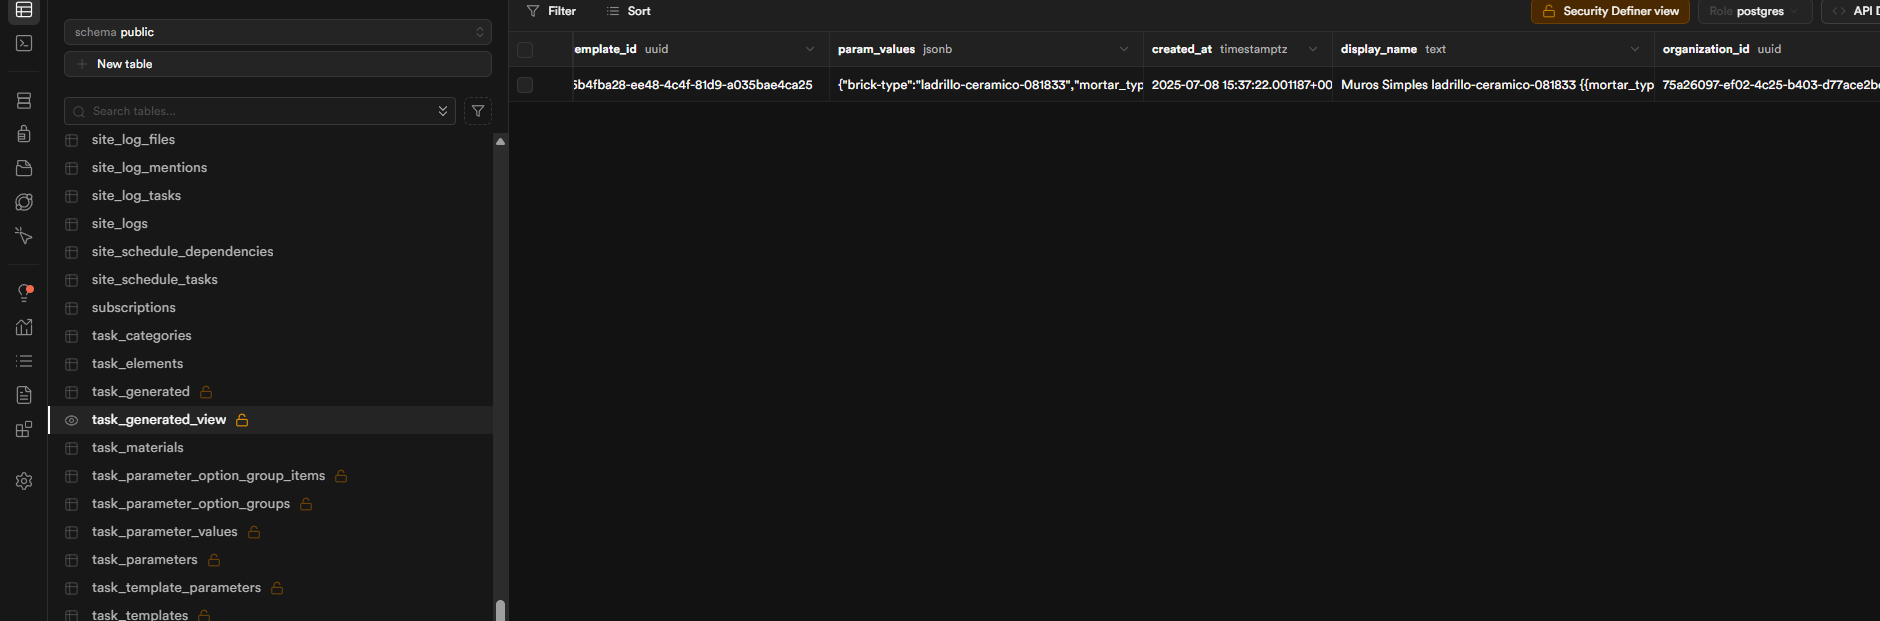 schema public
New table
Search tables...
site_log_files
site_log_mentions
site_log_tasks
site_logs
site_schedule_dependencies
site_schedule_tasks
subscriptions
task_categories
task_elements
task_generated
task_generated_view
task_materials
task_parameter_option_group_items
task_parameter_option_groups
task_parameter_values
task_parameters
task_template_parameters
task_templates
Filter Sort Security Definer view Role postgres API D
emplate_id uuid param_values jsonb created_at timestamptz display_name text organization_id uuid
5b4fba28-ee48-4c4f-81d9-a035bae4ca25 {"brick-type":"ladrillo-ceramico-081833","mortar_typ 2025-07-08 15:37:22.001187+00 Muros Simples ladrillo-ceramico-081833 {{mortar_typ 75a26097-ef02-4c25-b403-d77ace2b